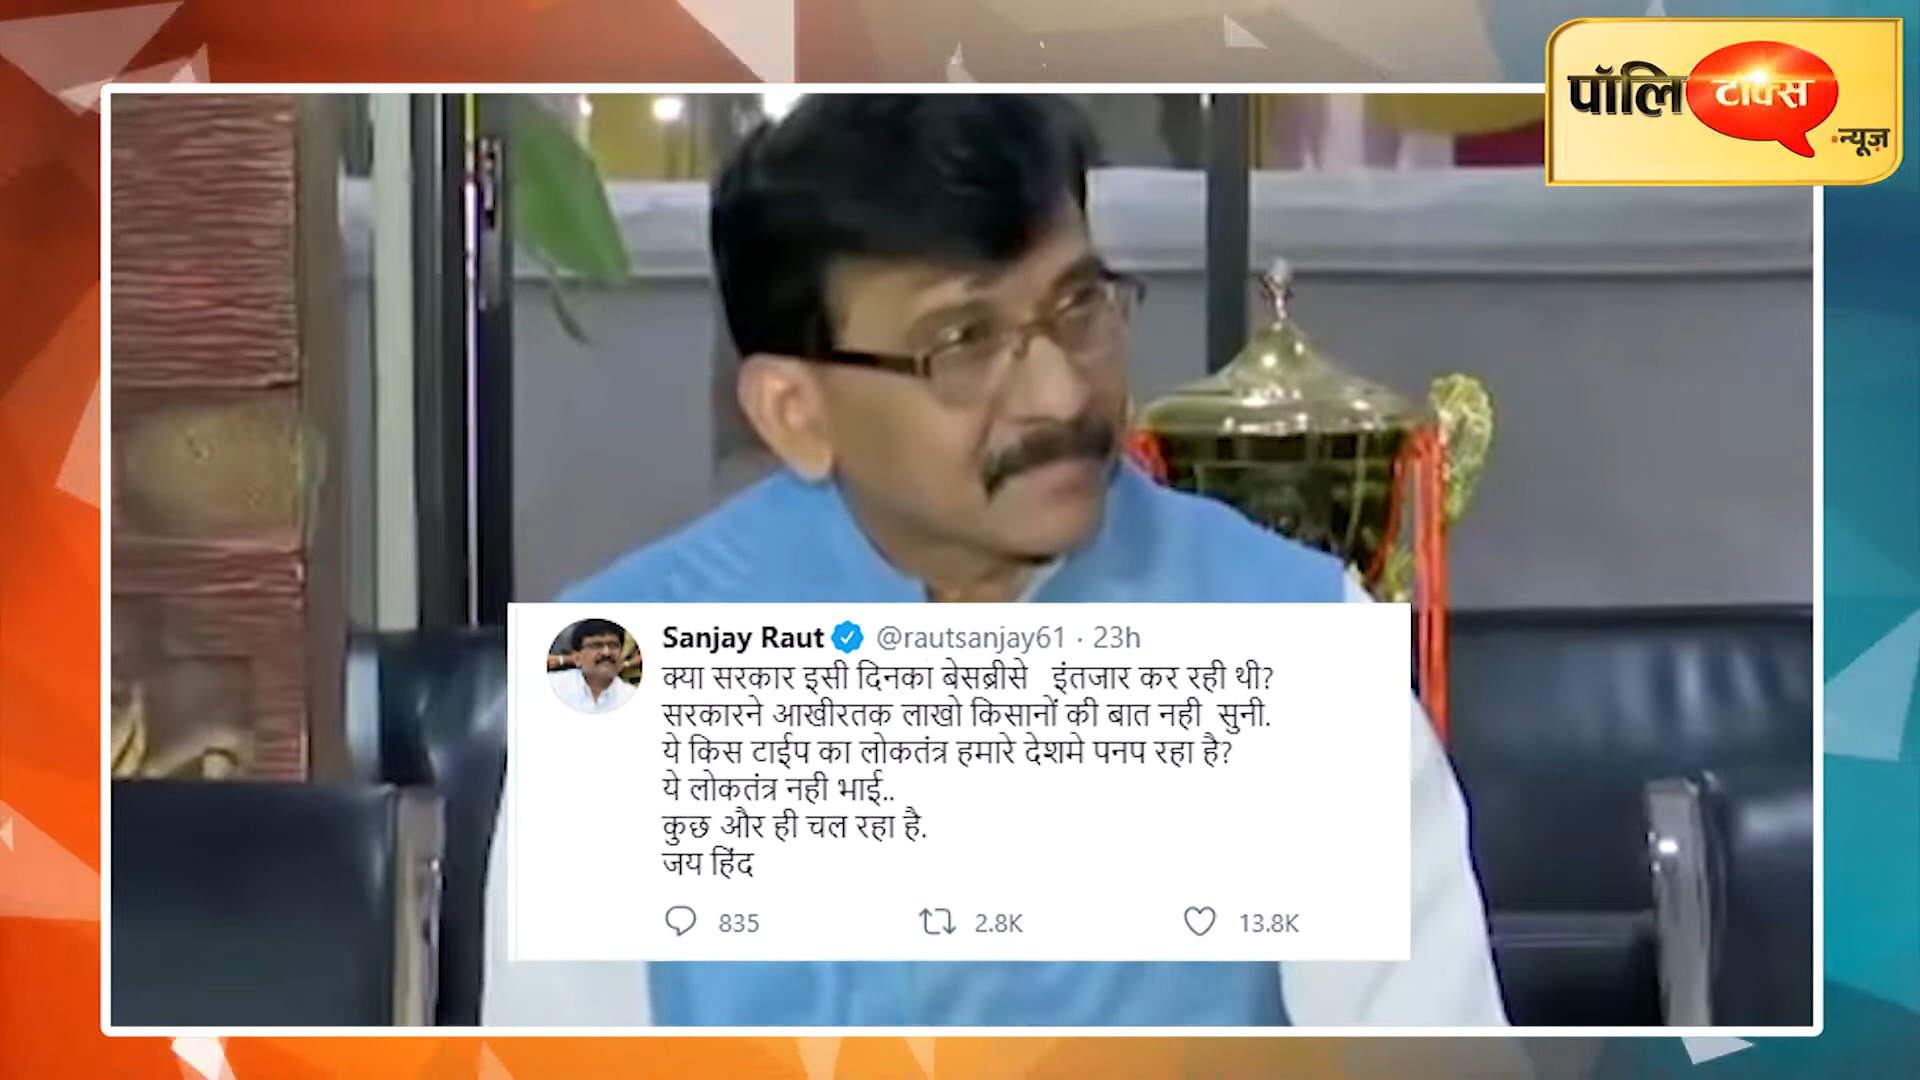 पॉलि टॉक्स
न्यूज़
Sanjay Raut @rautsanjay61 · 23h
क्या सरकार इसी दिनका बेसब्रीसे इंतजार कर रही थी?
सरकारने आखीरतक लाखो किसानों की बात नही सुनी.
ये किस टाईप का लोकतंत्र हमारे देशमे पनप रहा है?
ये लोकतंत्र नही भाई..
कुछ और ही चल रहा है.
जय हिंद
835 2.8K 13.8K